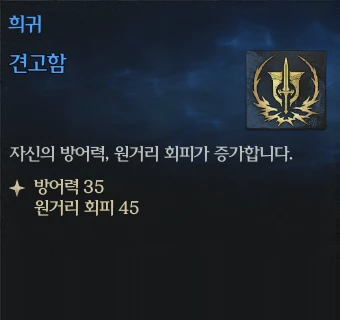 희귀
견고함
자신의 방어력, 원거리 회피가 증가합니다.
방어력 35
원거리 회피 45